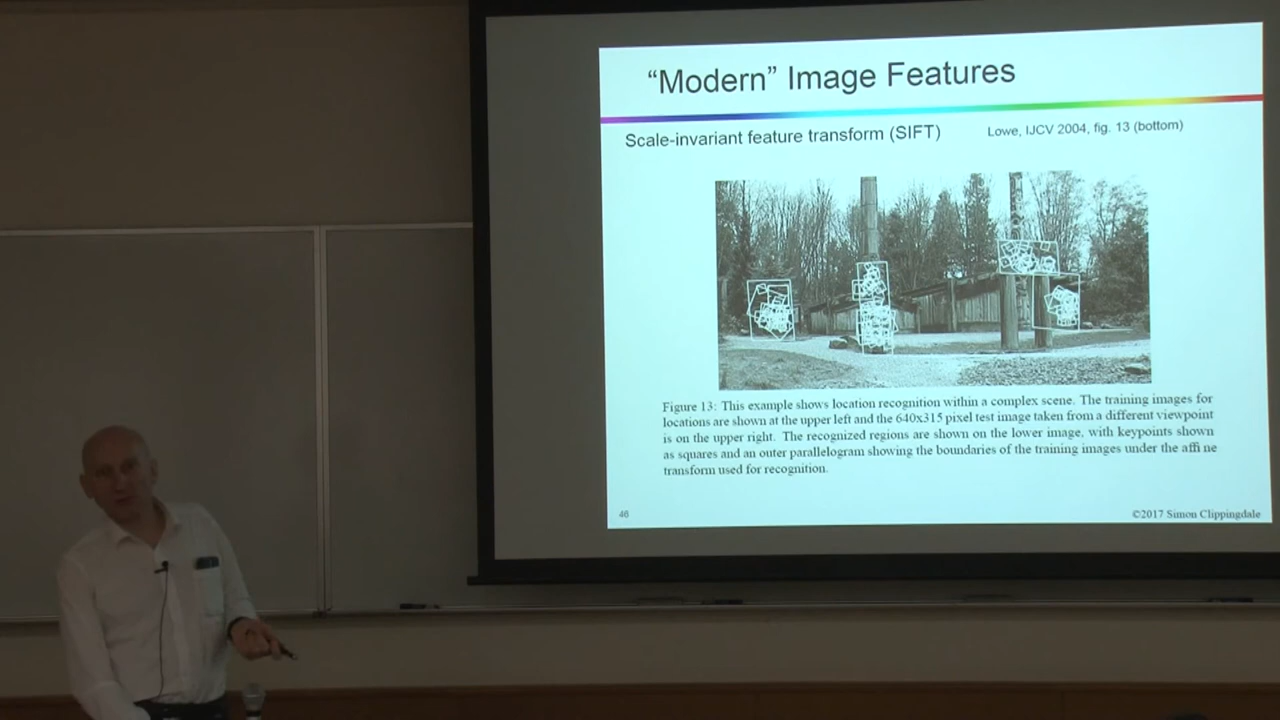 “Modern” Image Features
Scale-invariant feature transform (SIFT)
Lowe, IJCV 2004, fig. 13 (bottom)
Figure 13: This example shows location recognition within a complex scene. The training images for
locations are shown at the upper left and the 640x315 pixel test image taken from a different viewpoint
is on the upper right. The recognized regions are shown on the lower image, with keypoints shown
as squares and an outer parallelogram showing the boundaries of the training images under the affi ne
transform used for recognition.
46
©2017 Simon Clippingdale